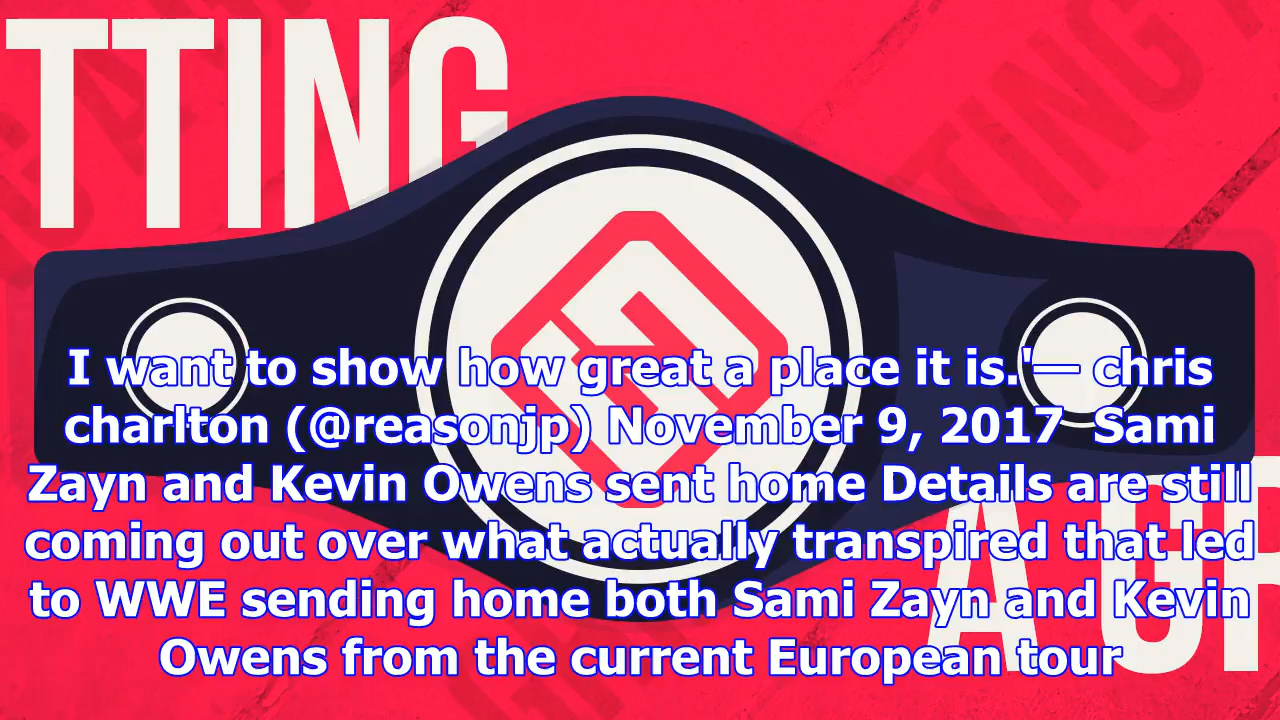 TTING
I want to show how great a place it is.'— chris
charlton (@reasonjp) November 9, 2017  Sami
Zayn and Kevin Owens sent home Details are still
coming out over what actually transpired that led
to WWE sending home both Sami Zayn and Kevin
Owens from the current European tour
A GR